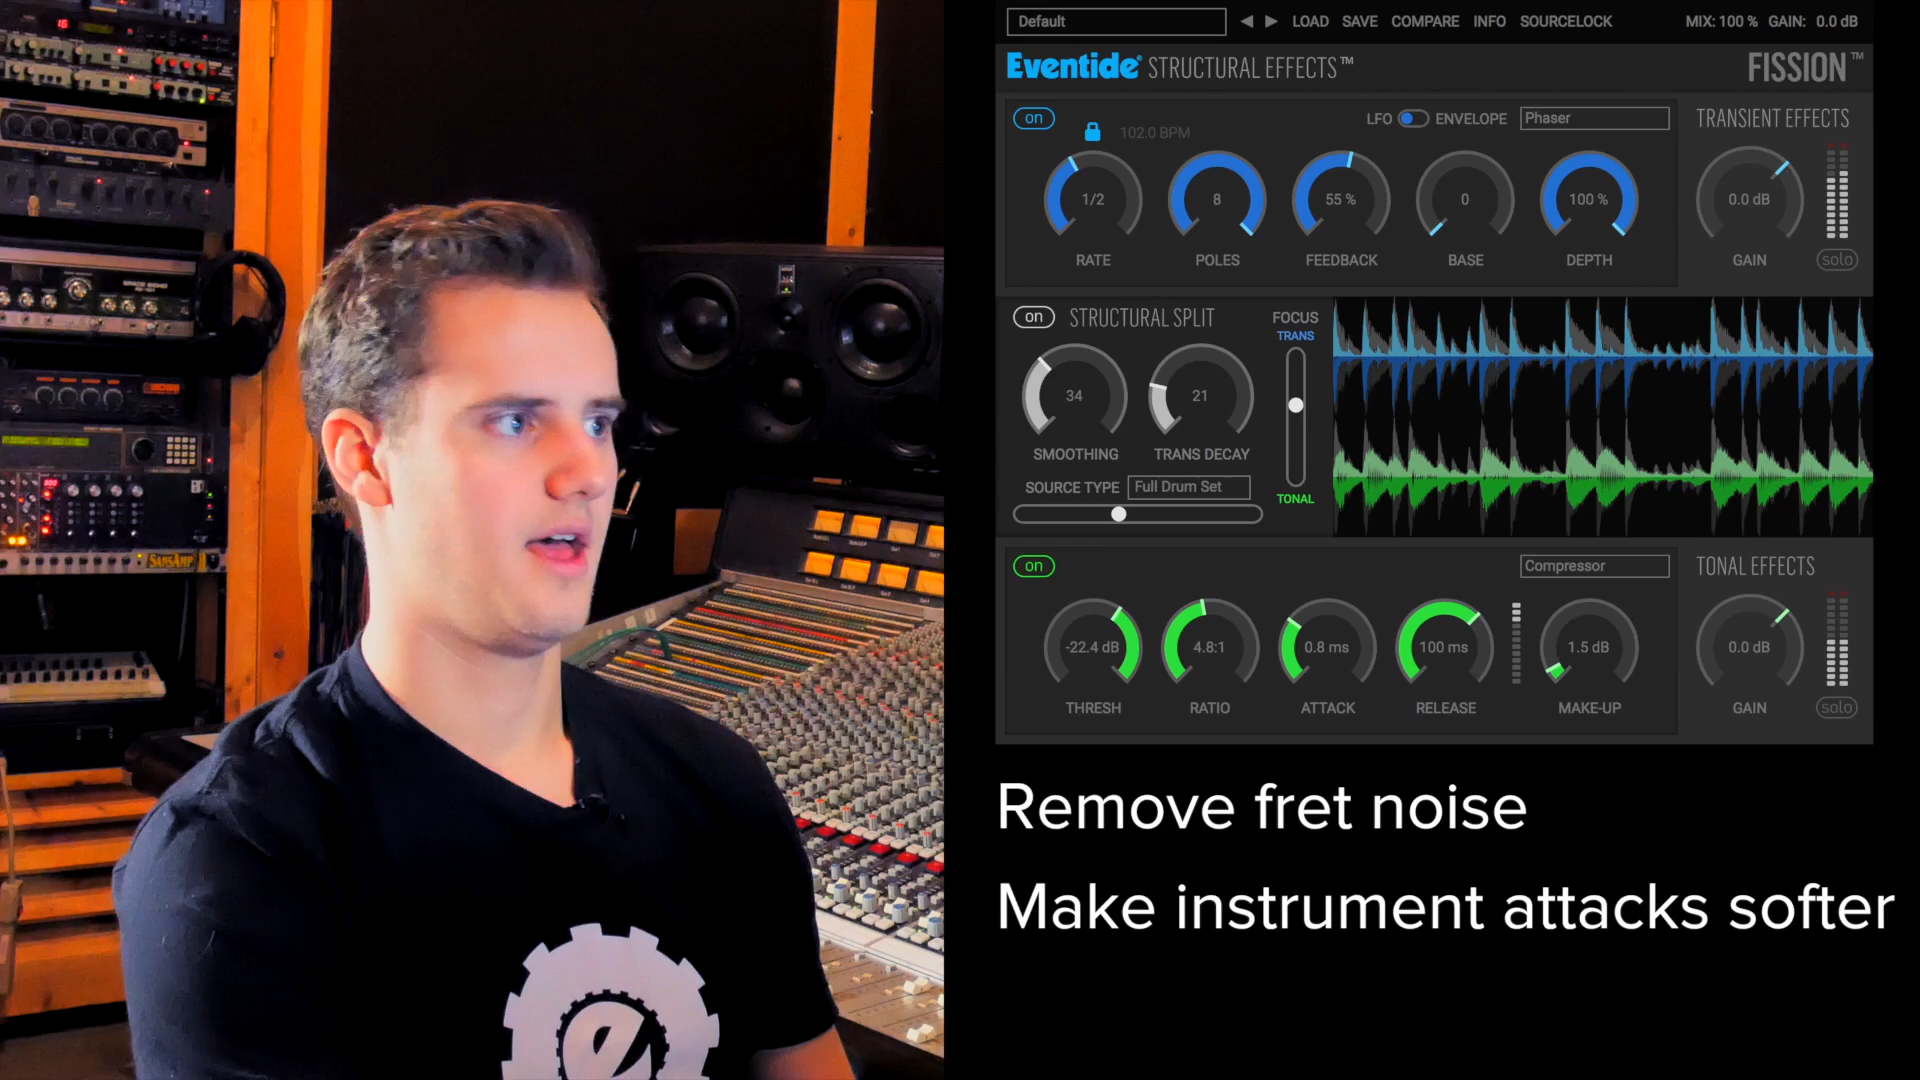 Default
LOAD SAVE COMPARE INFO SOURCELOCK MIX: 100 % GAIN: 0.0 dB
Eventide® STRUCTURAL EFFECTS™ FISSION™
on 102.0 BPM LFO ENVELOPE Phaser TRANSIENT EFFECTS
1/2 8 55 % 0 100 % 0.0 dB
RATE POLES FEEDBACK BASE DEPTH GAIN solo
on STRUCTURAL SPLIT FOCUS
TRANS
34 21
SMOOTHING TRANS DECAY
SOURCE TYPE Full Drum Set
TONAL
on Compressor TONAL EFFECTS
-22.4 dB 4.8:1 0.8 ms 100 ms 1.5 dB 0.0 dB
THRESH RATIO ATTACK RELEASE MAKE-UP GAIN solo
Remove fret noise
Make instrument attacks softer
SPACE ECHO
SANSAMP
e